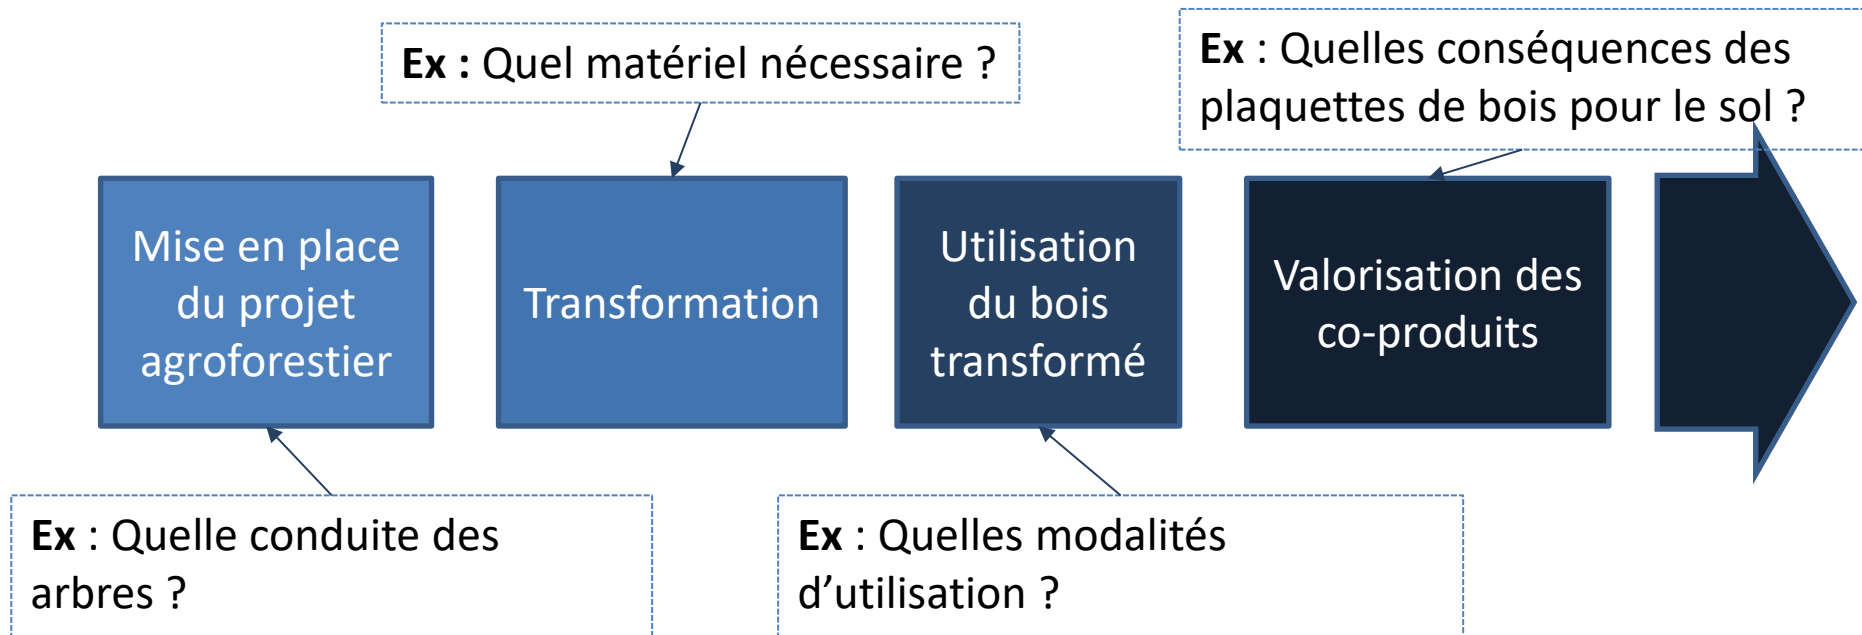 Ex : Quel matériel nécessaire ?
Ex : Quelles conséquences des
plaquettes de bois pour le sol ?
Mise en place
du projet
agroforestier
Transformation
Utilisation
du bois
transformé
Valorisation des
co-produits
Ex : Quelle conduite des
arbres ?
Ex : Quelles modalités
d’utilisation ?